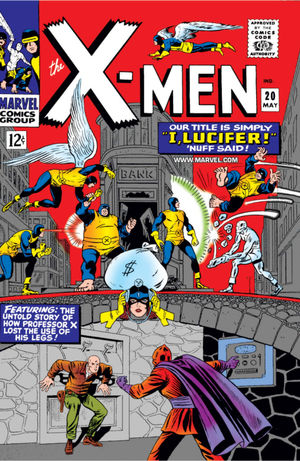 APPROVED
BY THE
COMICS
CODE
AUTHORITY
the
X-MEN
MARVEL
COMICS
GROUP
12¢
IND.
20
MAY
OUR TITLE IS SIMPLY
"I, LUCIFER!"
'NUFF SAID!
WWW.MARVEL.COM
BANK
$
FEATURING: THE
UNTOLD STORY OF
HOW PROFESSOR X
LOST THE USE OF
HIS LEGS!